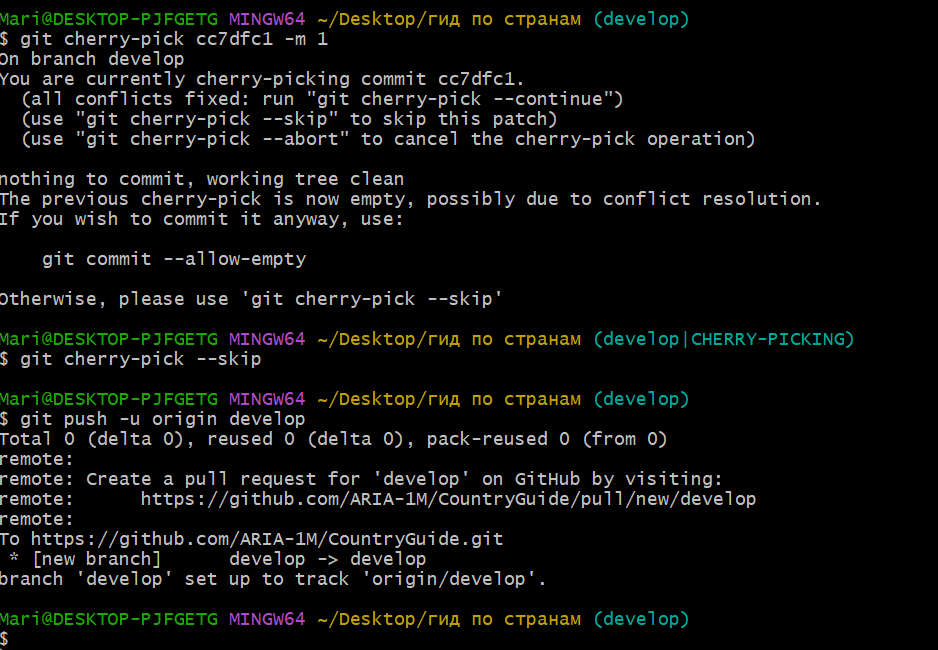 Mari@DESKTOP-PJFGETG MINGW64 ~/Desktop/гид по странам (develop)
$ git cherry-pick cc7dfc1 -m 1
On branch develop
You are currently cherry-picking commit cc7dfc1.
  (all conflicts fixed: run "git cherry-pick --continue")
  (use "git cherry-pick --skip" to skip this patch)
  (use "git cherry-pick --abort" to cancel the cherry-pick operation)

nothing to commit, working tree clean
The previous cherry-pick is now empty, possibly due to conflict resolution.
If you wish to commit it anyway, use:

    git commit --allow-empty

Otherwise, please use 'git cherry-pick --skip'

Mari@DESKTOP-PJFGETG MINGW64 ~/Desktop/гид по странам (develop|CHERRY-PICKING)
$ git cherry-pick --skip

Mari@DESKTOP-PJFGETG MINGW64 ~/Desktop/гид по странам (develop)
$ git push -u origin develop
Total 0 (delta 0), reused 0 (delta 0), pack-reused 0 (from 0)
remote:
remote: Create a pull request for 'develop' on GitHub by visiting:
remote:      https://github.com/ARIA-1M/CountryGuide/pull/new/develop
remote:
To https://github.com/ARIA-1M/CountryGuide.git
 * [new branch]      develop -> develop
branch 'develop' set up to track 'origin/develop'.

Mari@DESKTOP-PJFGETG MINGW64 ~/Desktop/гид по странам (develop)
$